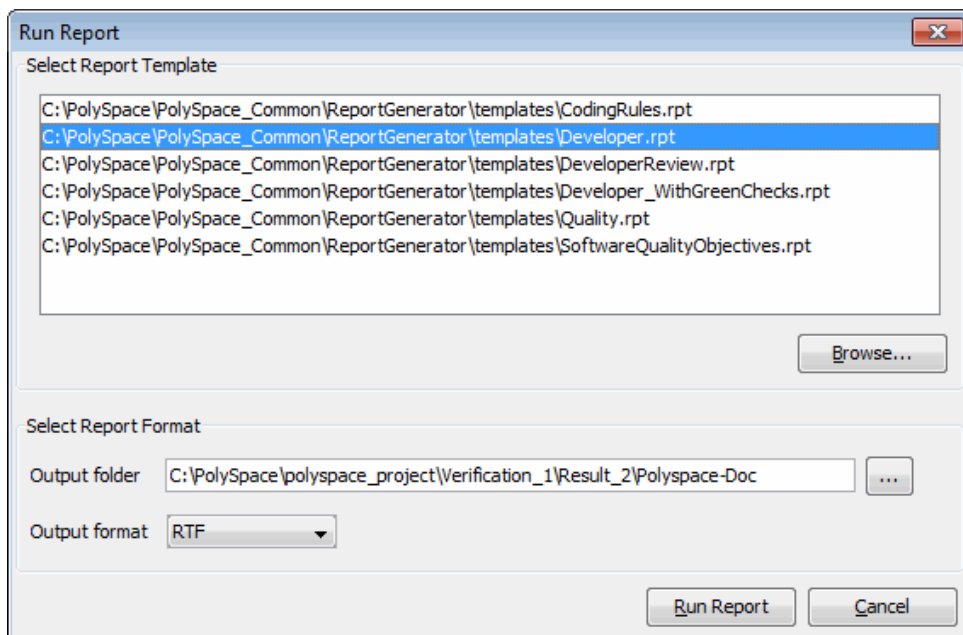 Run Report
Select Report Template
C:\PolySpace\PolySpace_Common\ReportGenerator\templates\CodingRules.rpt
C:\PolySpace\PolySpace_Common\ReportGenerator\templates\Developer.rpt
C:\PolySpace\PolySpace_Common\ReportGenerator\templates\DeveloperReview.rpt
C:\PolySpace\PolySpace_Common\ReportGenerator\templates\Developer_WithGreenChecks.rpt
C:\PolySpace\PolySpace_Common\ReportGenerator\templates\Quality.rpt
C:\PolySpace\PolySpace_Common\ReportGenerator\templates\SoftwareQualityObjectives.rpt
Browse...
Select Report Format
Output folder C:\PolySpace\polyspace_project\Verification_1\Result_2\Polyspace-Doc ...
Output format RTF
Run Report Cancel